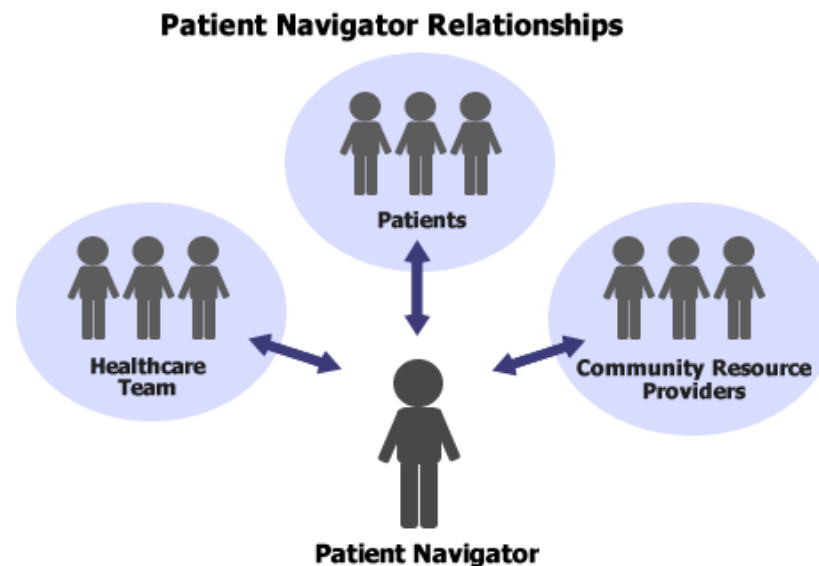 Patient Navigator Relationships
Patients
Healthcare
Team
Community Resource
Providers
Patient Navigator